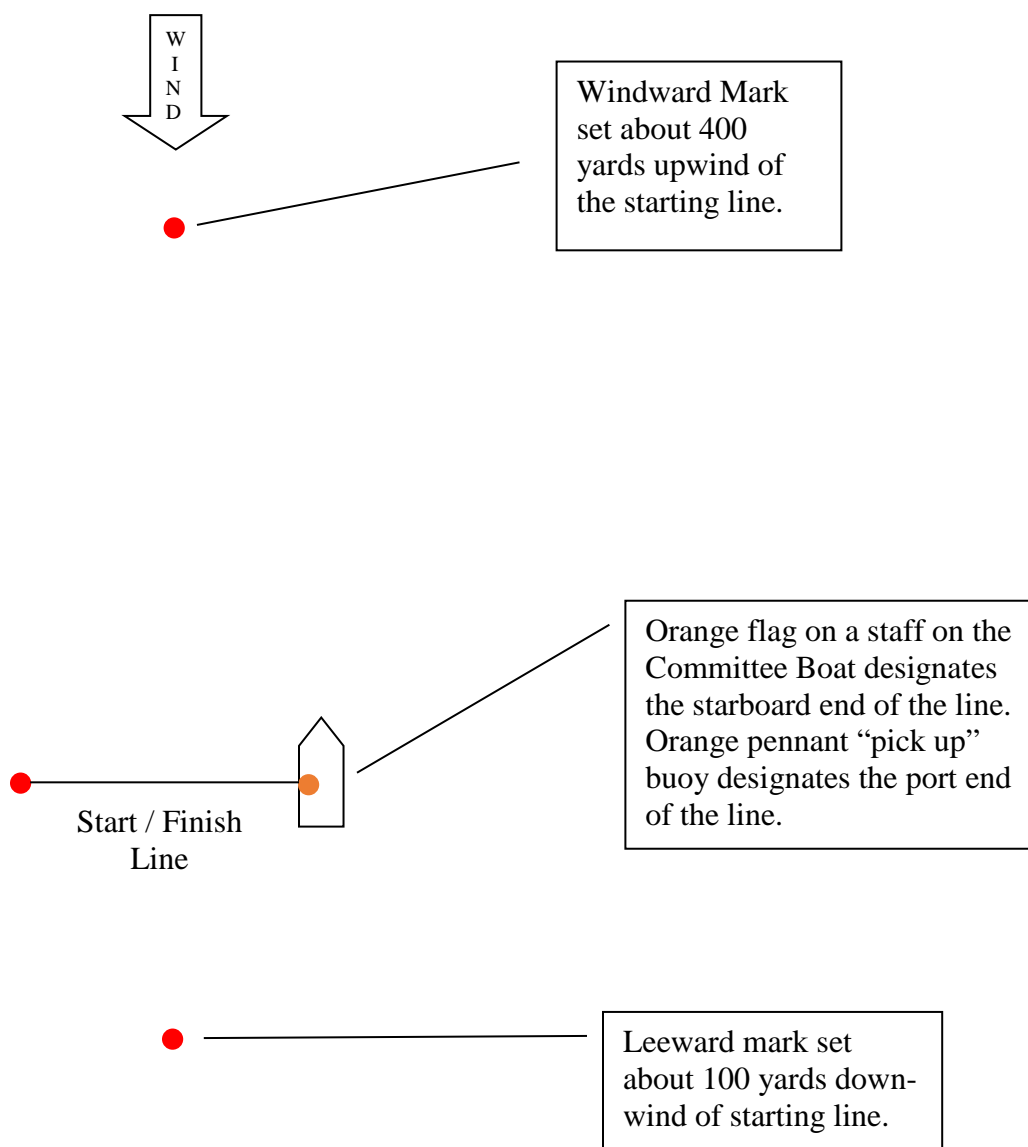 W
I
N
D
Windward Mark
set about 400
yards upwind of
the starting line.
Orange flag on a staff on the
Committee Boat designates
the starboard end of the line.
Orange pennant “pick up”
buoy designates the port end
of the line.
Start / Finish
Line
Leeward mark set
about 100 yards down-
wind of starting line.